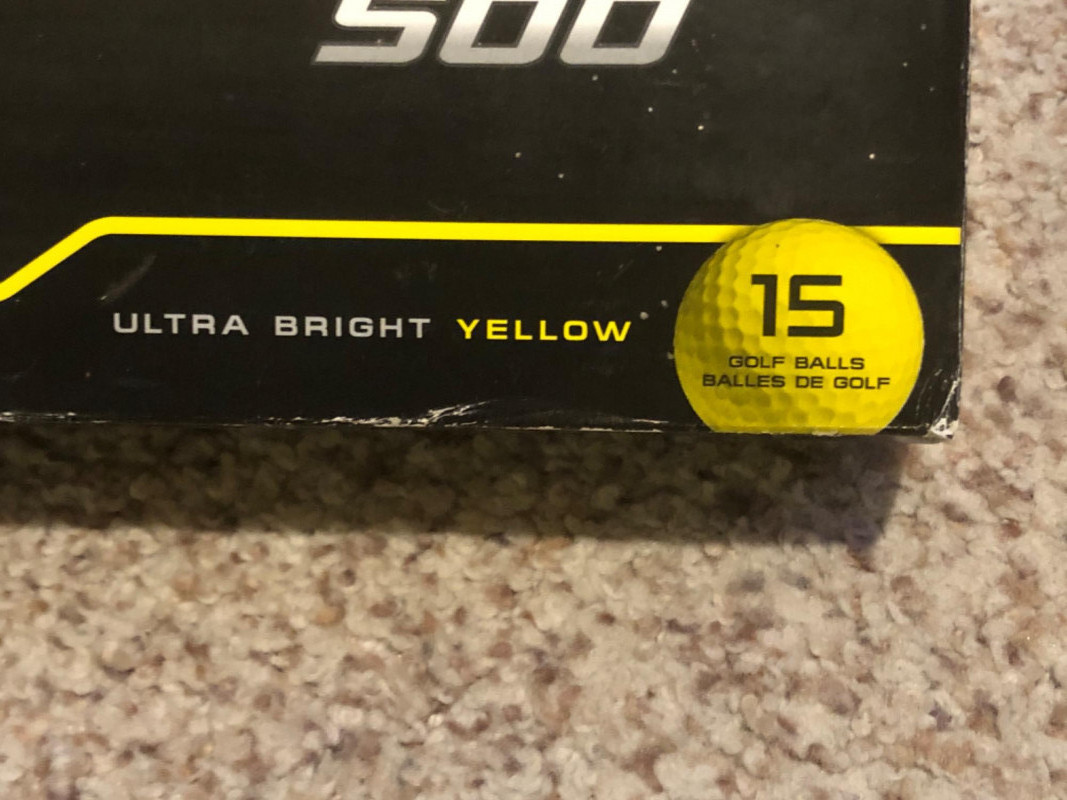 500
ULTRA BRIGHT YELLOW
15
GOLF BALLS
BALLES DE GOLF